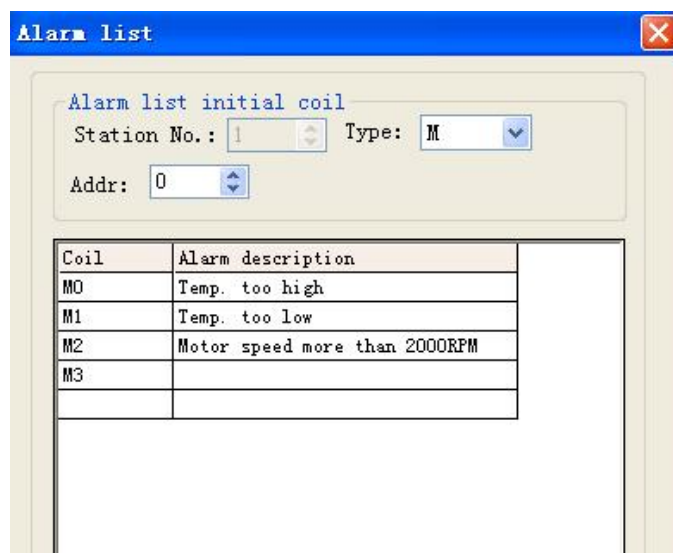 Alarm list
Alarm list initial coil
Station No.: 1 Type: M
Addr: 0
Coil Alarm description
M0 Temp. too high
M1 Temp. too low
M2 Motor speed more than 2000RPM
M3